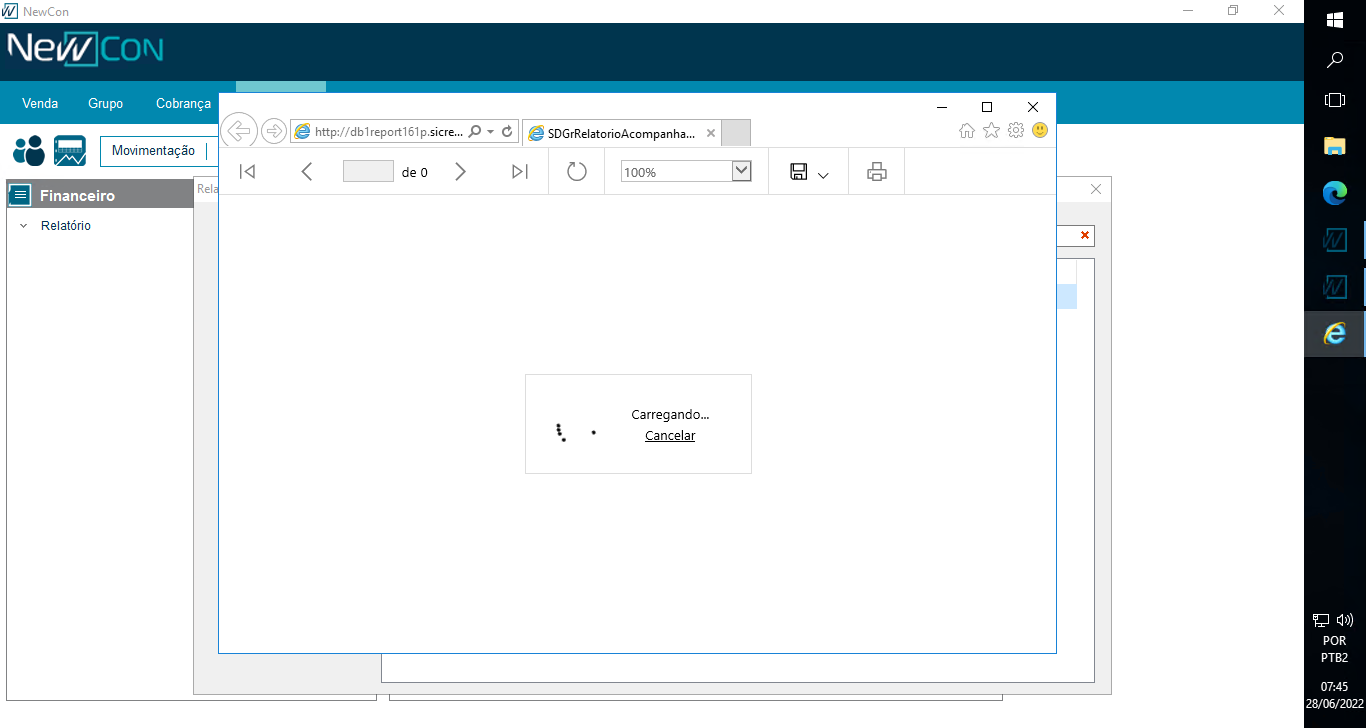 NewCon
NewCon
Venda Grupo Cobrança
http://db1report161p.sicre...
SDGrRelatorioAcompanha...
Movimentação
de 0
100%
Rela
Financeiro
Relatório
Carregando...
Cancelar
POR
PTB2
07:45
28/06/2022